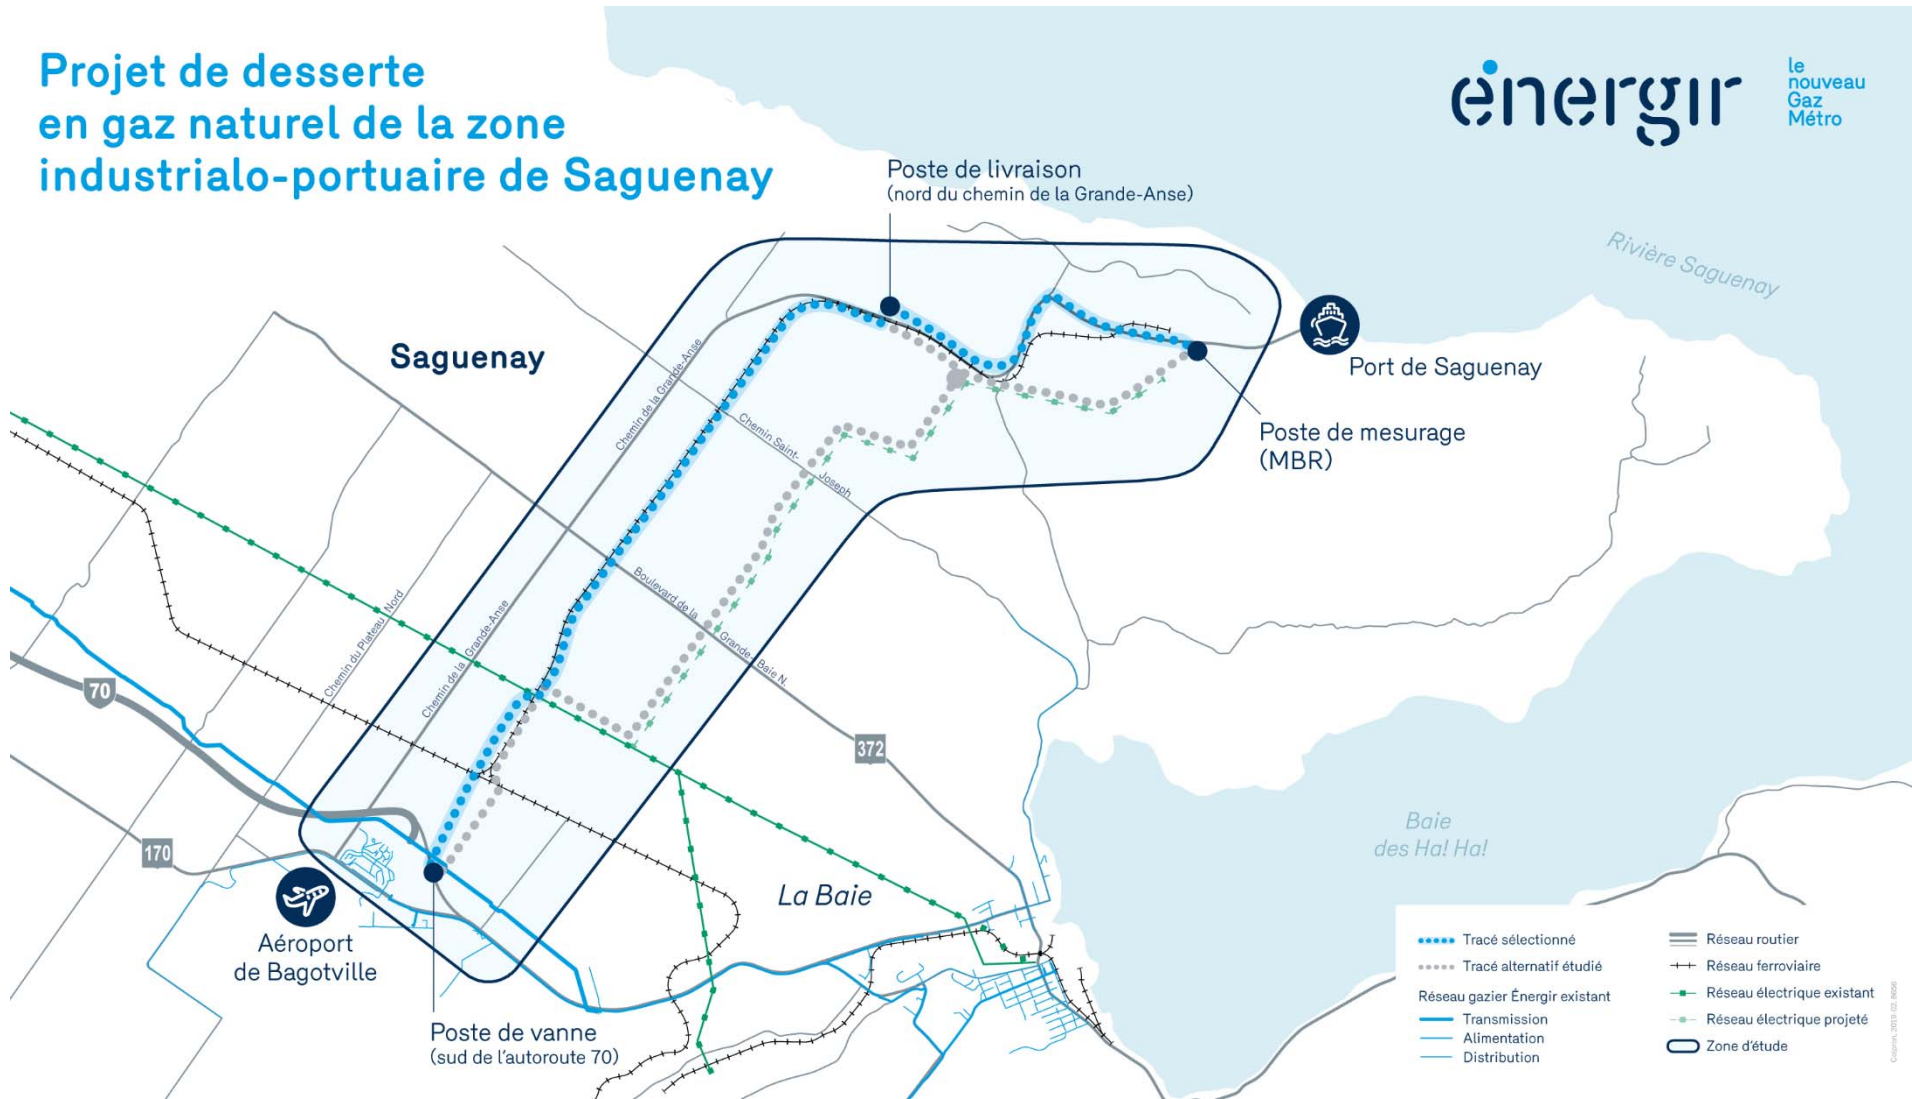 Projet de desserte
en gaz naturel de la zone
industrialo-portuaire de Saguenay
énergir
le
nouveau
Gaz
Métro
Poste de livraison
(nord du chemin de la Grande-Anse)
Rivière Saguenay
Saguenay
Port de Saguenay
Chemin de la Grande-Anse
Chemin Saint-Joseph
Poste de mesurage
(MBR)
Boulevard de la Grande-Baie N.
Chemin du Plateau Nord
Chemin de la Grande-Anse
70
372
170
Baie
des Ha! Ha!
La Baie
Aéroport
de Bagotville
Poste de vanne
(sud de l'autoroute 70)
Tracé sélectionné
Tracé alternatif étudié
Réseau gazier Énergir existant
Transmission
Alimentation
Distribution
Réseau routier
Réseau ferroviaire
Réseau électrique existant
Réseau électrique projeté
Zone d'étude